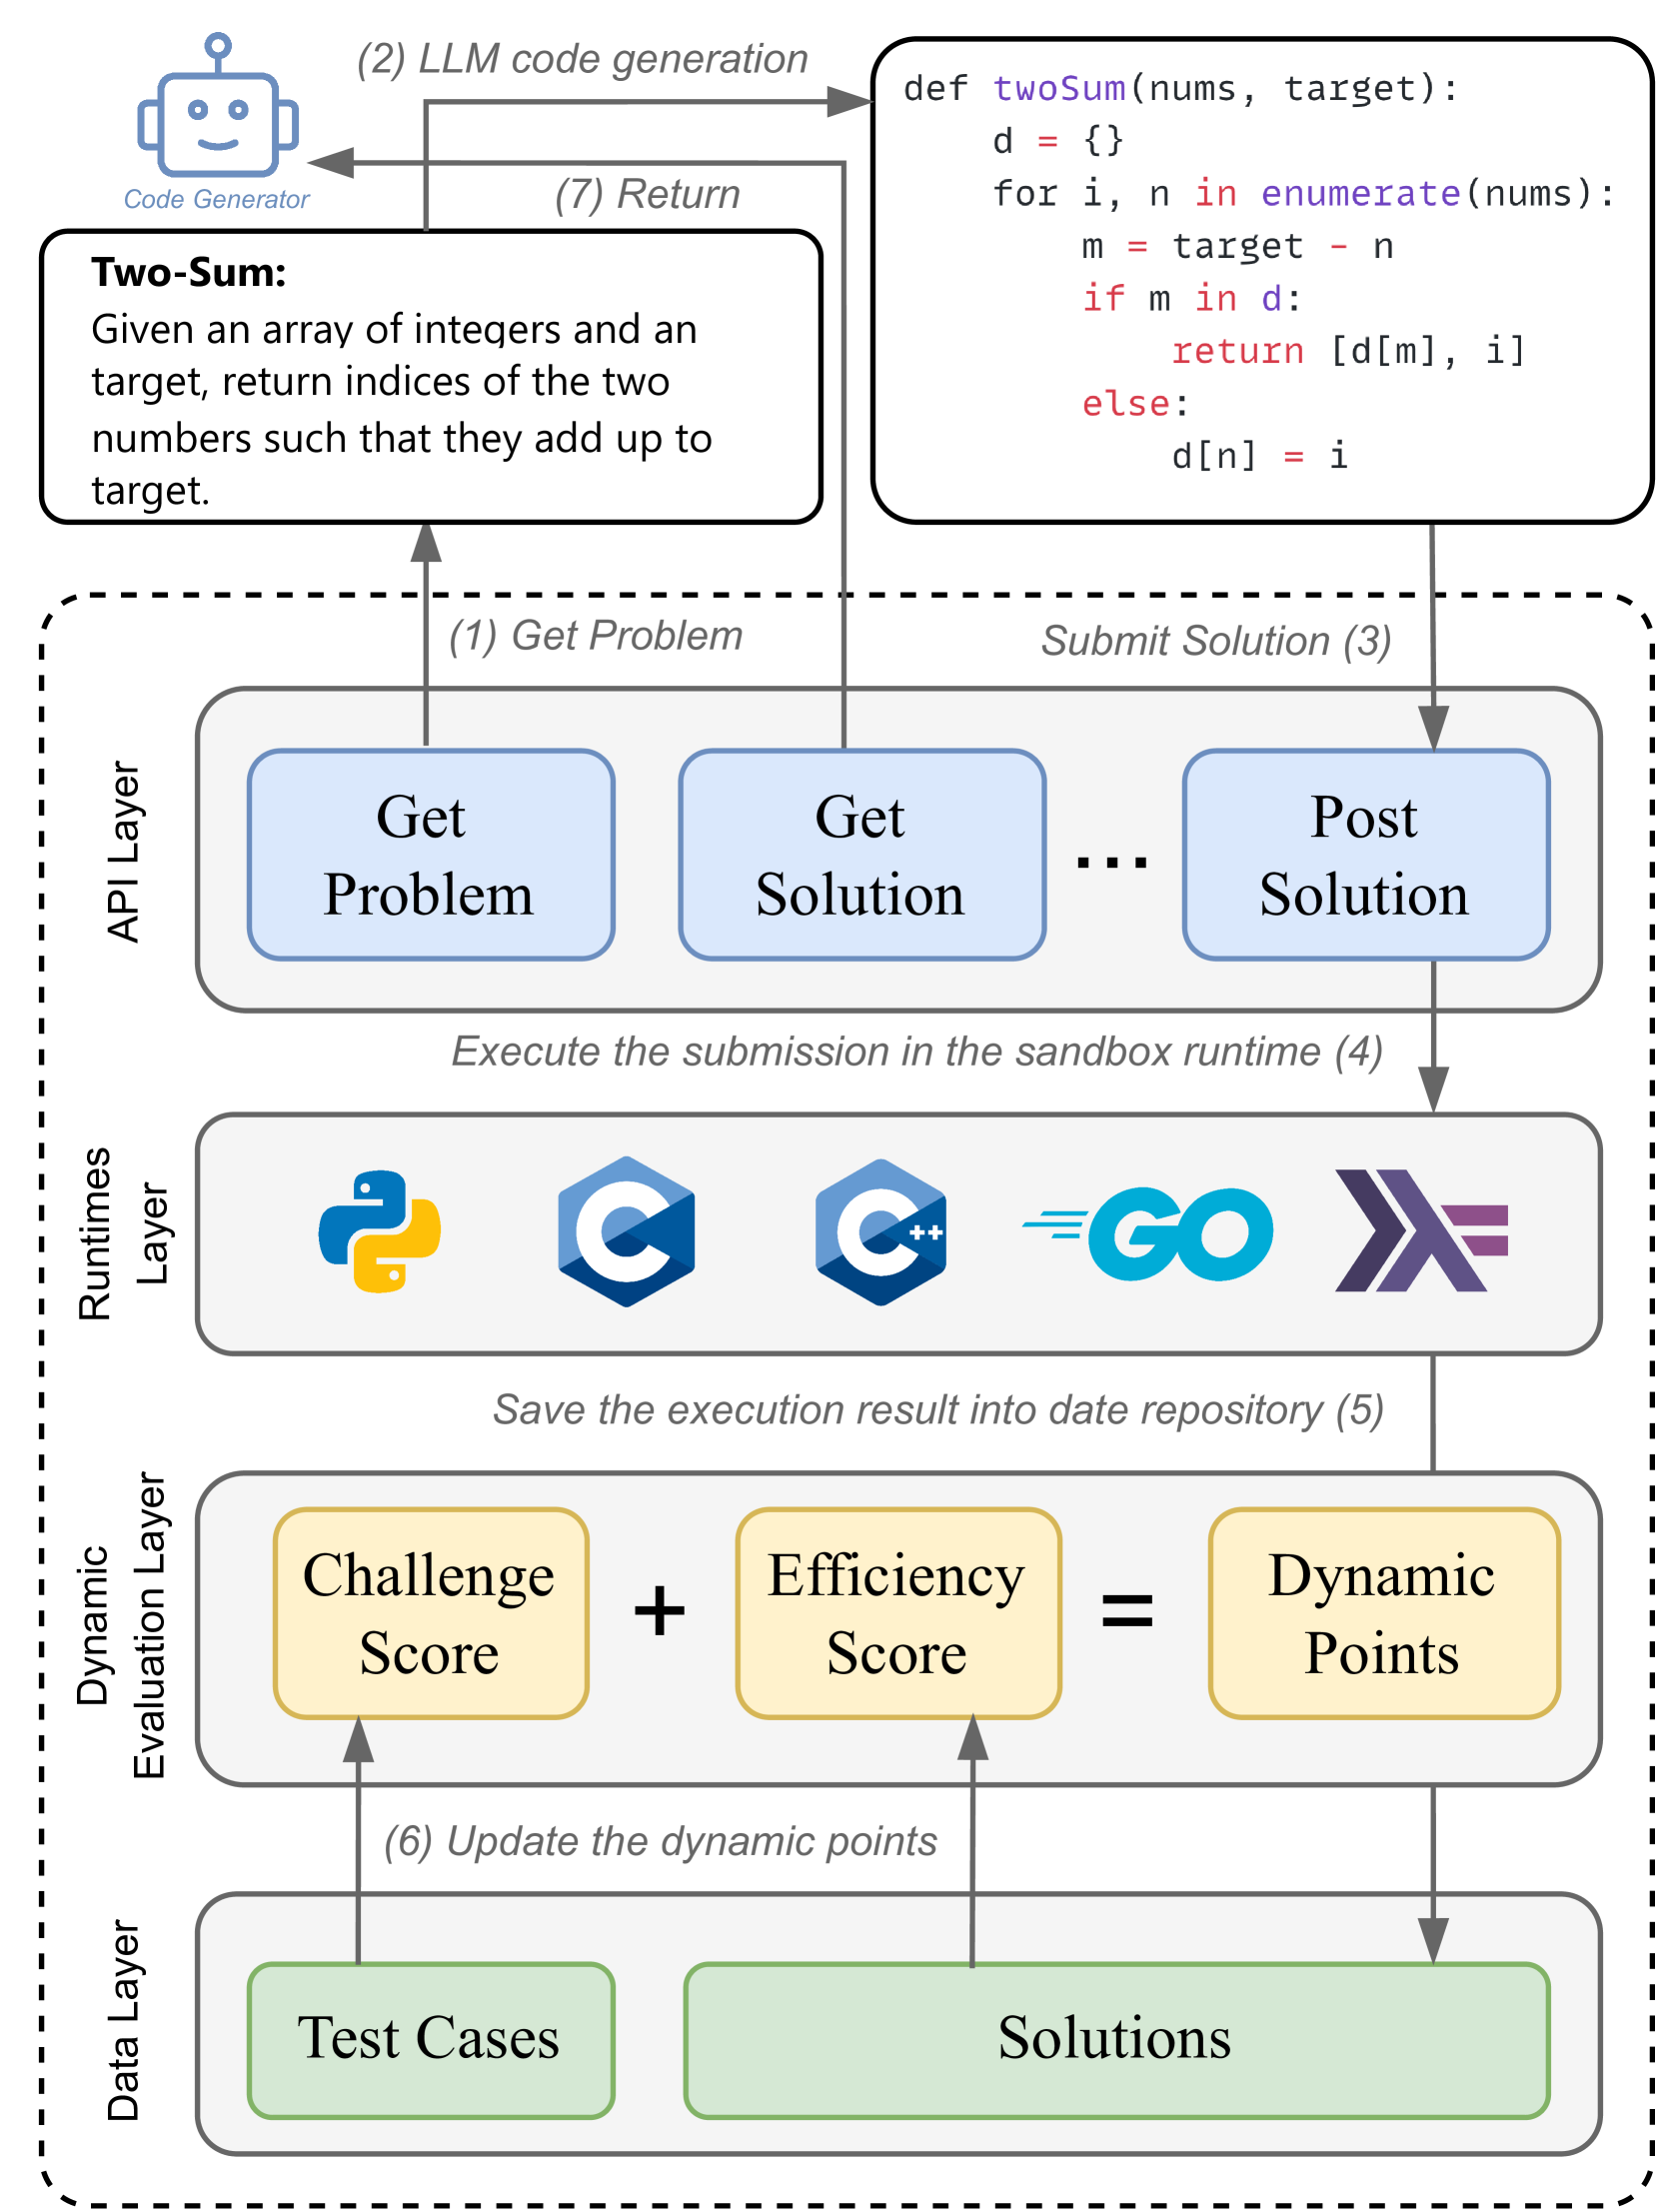 (2) LLM code generation
Code Generator
(7) Return
Two-Sum:
Given an array of integers and an
target, return indices of the two
numbers such that they add up to
target.
def twoSum(nums, target):
    d = {}
    for i, n in enumerate(nums):
        m = target - n
        if m in d:
            return [d[m], i]
        else:
            d[n] = i
(1) Get Problem
Submit Solution (3)
API Layer
Get
Problem
Get
Solution
...
Post
Solution
Execute the submission in the sandbox runtime (4)
Runtimes
Layer
C
C++
GO
Save the execution result into date repository (5)
Dynamic
Evaluation Layer
Challenge
Score
+
Efficiency
Score
=
Dynamic
Points
(6) Update the dynamic points
Data Layer
Test Cases
Solutions